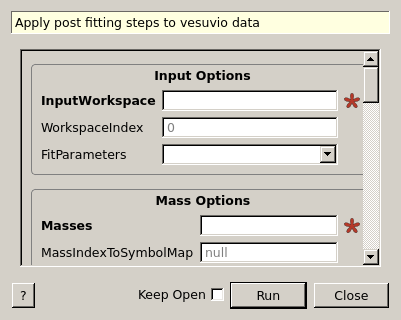 Apply post fitting steps to vesuvio data
Input Options
InputWorkspace
WorkspaceIndex 0
FitParameters
Mass Options
Masses
MassIndexToSymbolMap null
? Keep Open Run Close